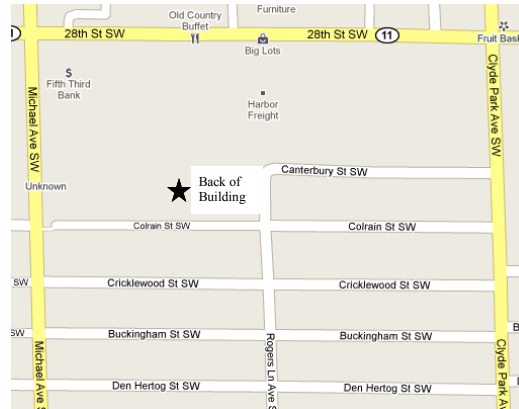 Furniture
Old Country
Buffet
28th St SW
28th St SW
11
Big Lots
Fruit Bask
$
Fifth Third
Bank
Harbor
Freight
Michael Ave SW
Clyde Park Ave SW
Canterbury St SW
Unknown
Back of
Building
Colrain St SW
Colrain St SW
SW
Cricklewood St SW
Cricklewood St SW
SW
Buckingham St SW
Buckingham St SW
B
Michael Ave S
Rogers Ln Ave S
Clyde Park Av
Den Hertog St SW
Den Hertog St SW
D